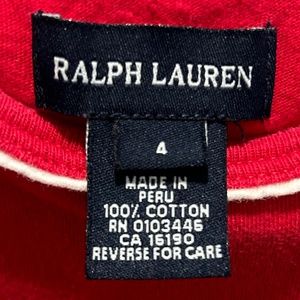 RALPH LAUREN
4
MADE IN
PERU
100% COTTON
RN 0103446
CA 16190
REVERSE FOR CARE